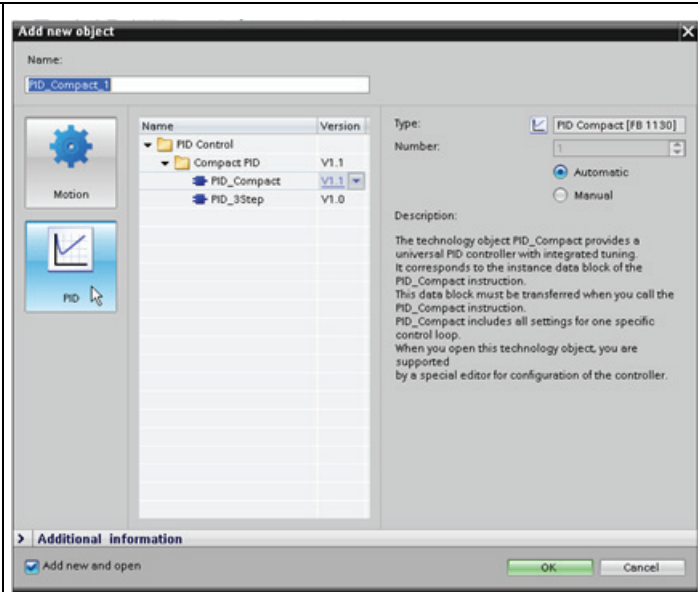 Add new object
Name:
PID_Compact_1
Motion
PID
Name Version
PID Control
Compact PID V1.1
PID_Compact V1.1
PID_3Step V1.0
Type: PID Compact [FB 1130]
Number: 1
Automatic
Manual
Description:
The technology object PID_Compact provides a
universal PID controller with integrated tuning.
It corresponds to the instance data block of the
PID_Compact instruction.
This data block must be transferred when you call the
PID_Compact instruction.
PID_Compact includes all settings for one specific
control loop.
When you open this technology object, you are
supported
by a special editor for configuration of the controller.
Additional information
Add new and open
OK Cancel